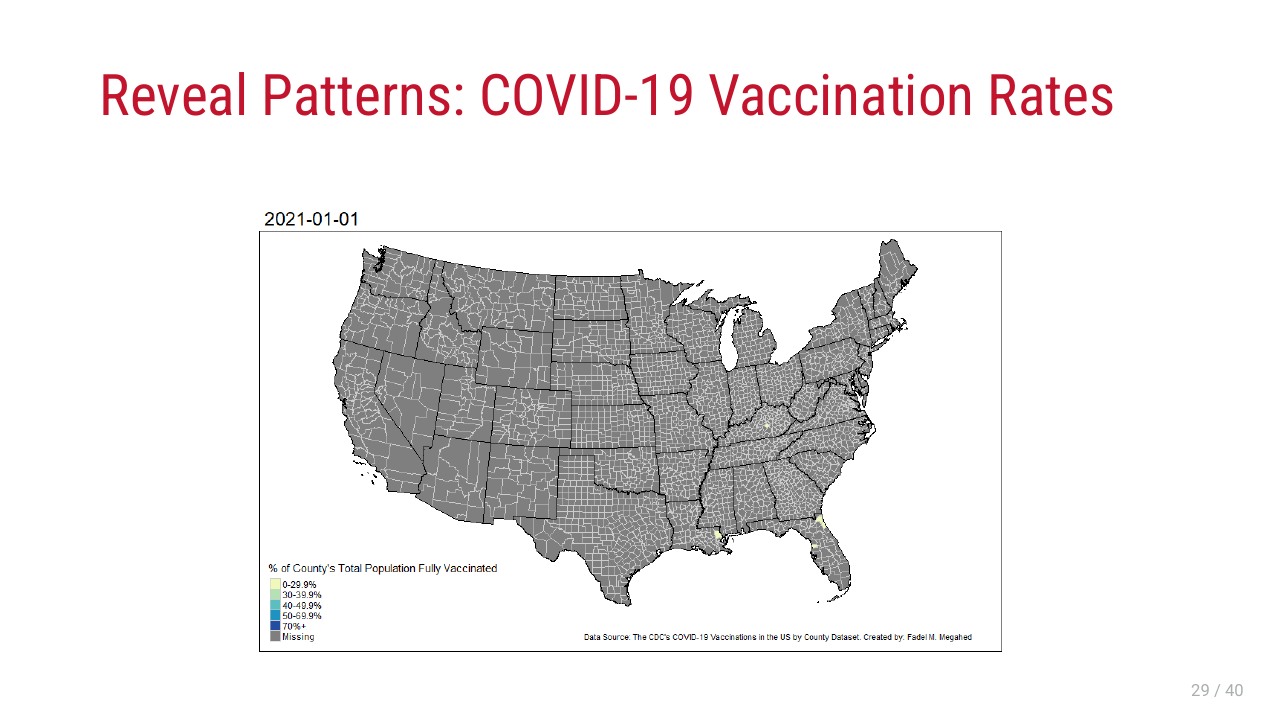 Reveal Patterns: COVID-19 Vaccination Rates
2021-01-01
% of County's Total Population Fully Vaccinated
0-29.9%
30-39.9%
40-49.9%
50-69.9%
70%+
Missing
Data Source: The CDC's COVID-19 Vaccinations in the US by County Dataset. Created by: Fadel M. Megahed
29 / 40